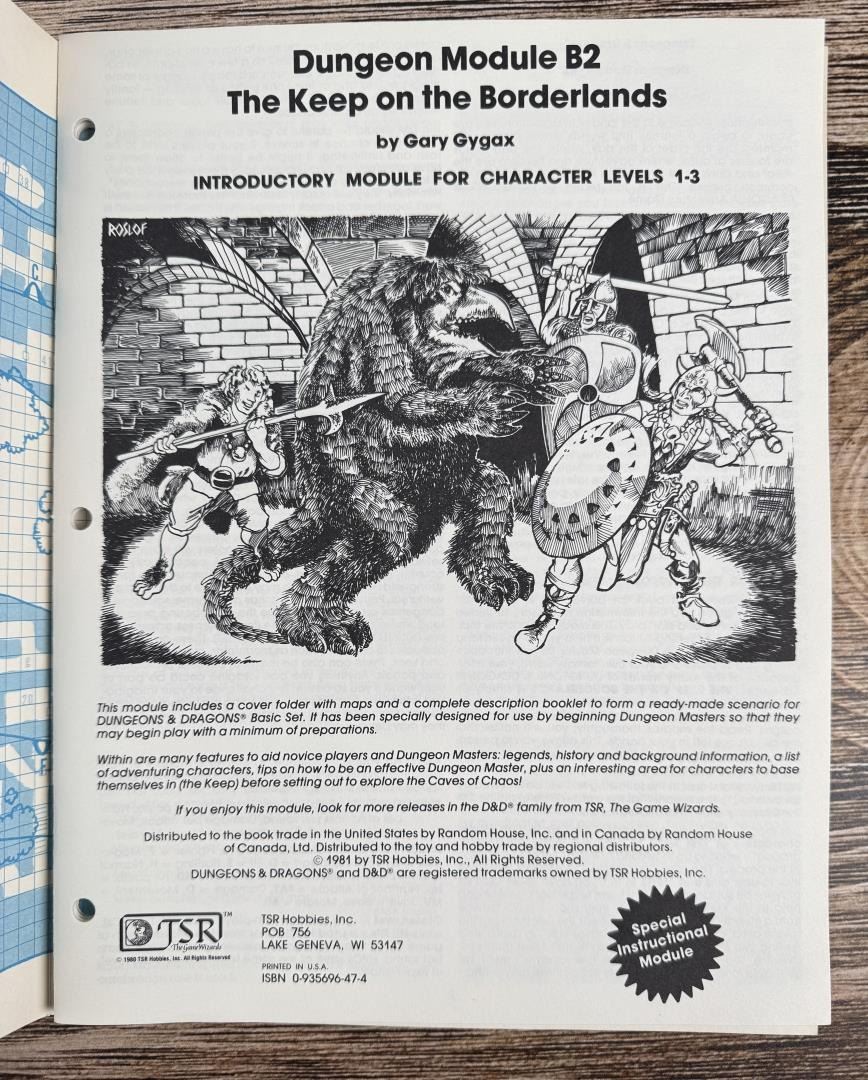 Dungeon Module B2
The Keep on the Borderlands
by Gary Gygax
INTRODUCTORY MODULE FOR CHARACTER LEVELS 1-3
ROSLOF
This module includes a cover folder with maps and a complete description booklet to form a ready-made scenario for
DUNGEONS & DRAGONS® Basic Set. It has been specially designed for use by beginning Dungeon Masters so that they
may begin play with a minimum of preparations.
Within are many features to aid novice players and Dungeon Masters: legends, history and background information, a list
of adventuring characters, tips on how to be an effective Dungeon Master, plus an interesting area for characters to base
themselves in (the Keep) before setting out to explore the Caves of Chaos!
If you enjoy this module, look for more releases in the D&D® family from TSR, The Game Wizards.
Distributed to the book trade in the United States by Random House, Inc. and in Canada by Random House
of Canada, Ltd. Distributed to the toy and hobby trade by regional distributors.
© 1981 by TSR Hobbies, Inc., All Rights Reserved.
DUNGEONS & DRAGONS® and D&D® are registered trademarks owned by TSR Hobbies, Inc.
TSR™
The Game Wizards
© 1980 TSR Hobbies, Inc. All Rights Reserved
TSR Hobbies, Inc.
POB 756
LAKE GENEVA, WI 53147
PRINTED IN U.S.A.
ISBN 0-935696-47-4
Special
Instructional
Module